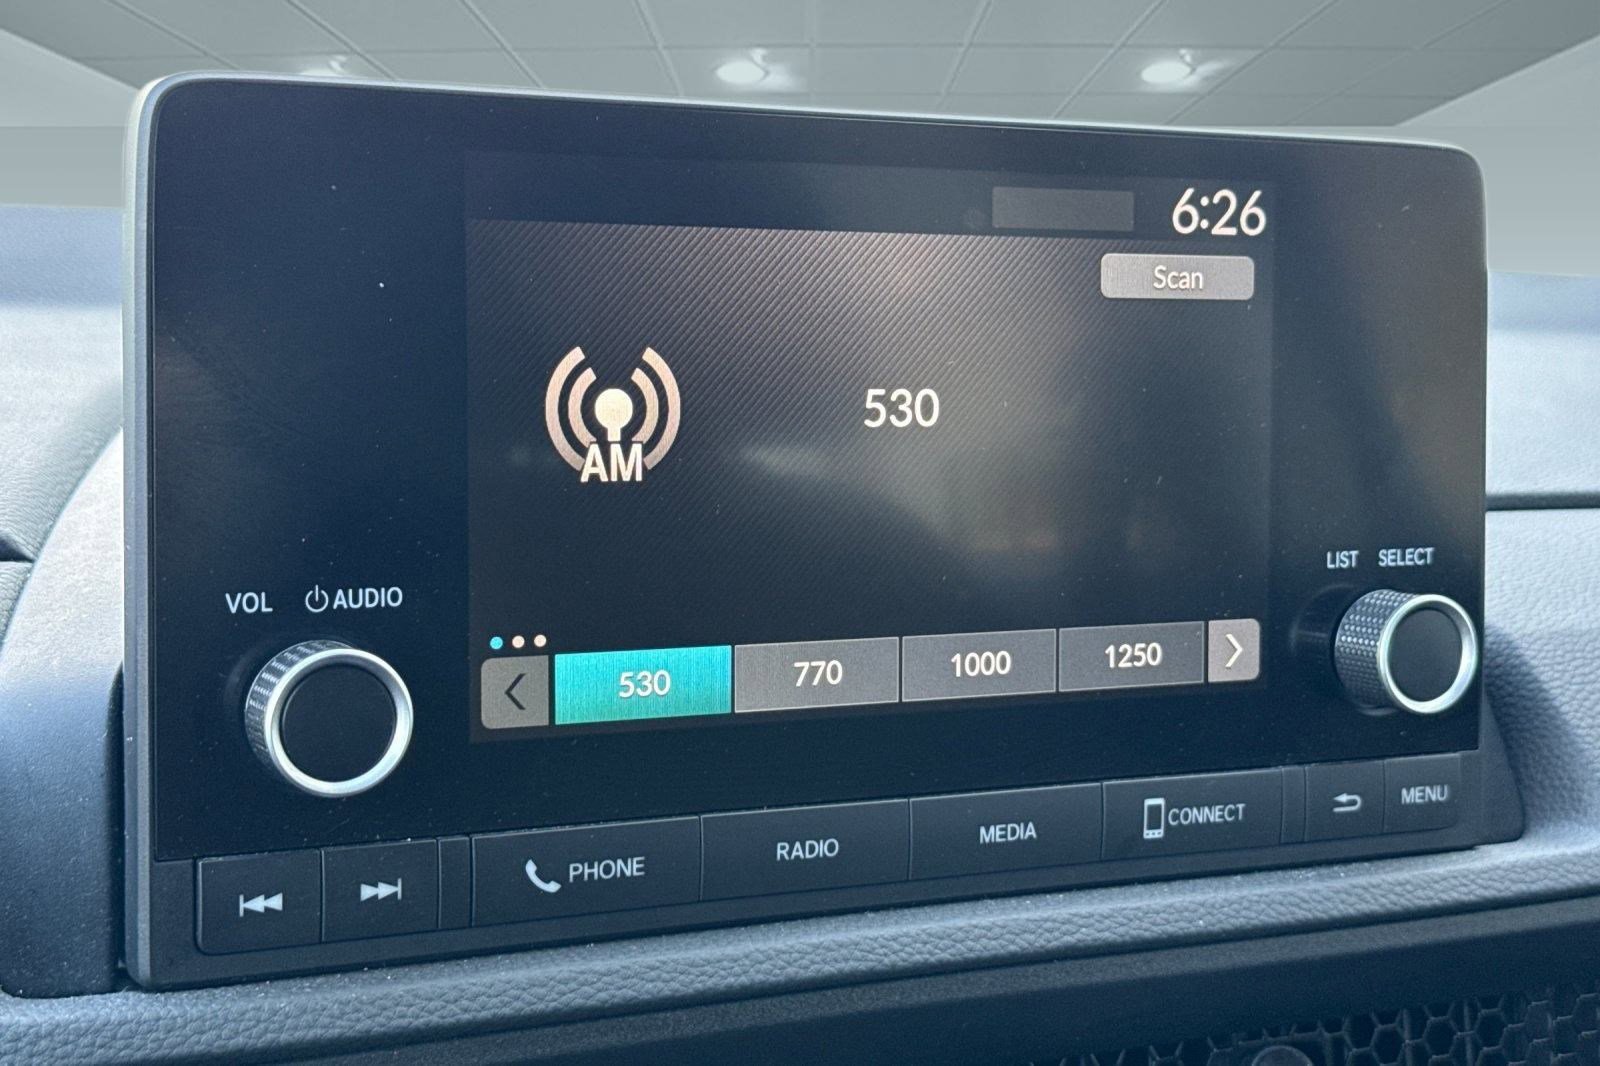 6:26
Scan
AM
530
LIST SELECT
VOL AUDIO
530 770 1000 1250
PHONE RADIO MEDIA CONNECT MENU